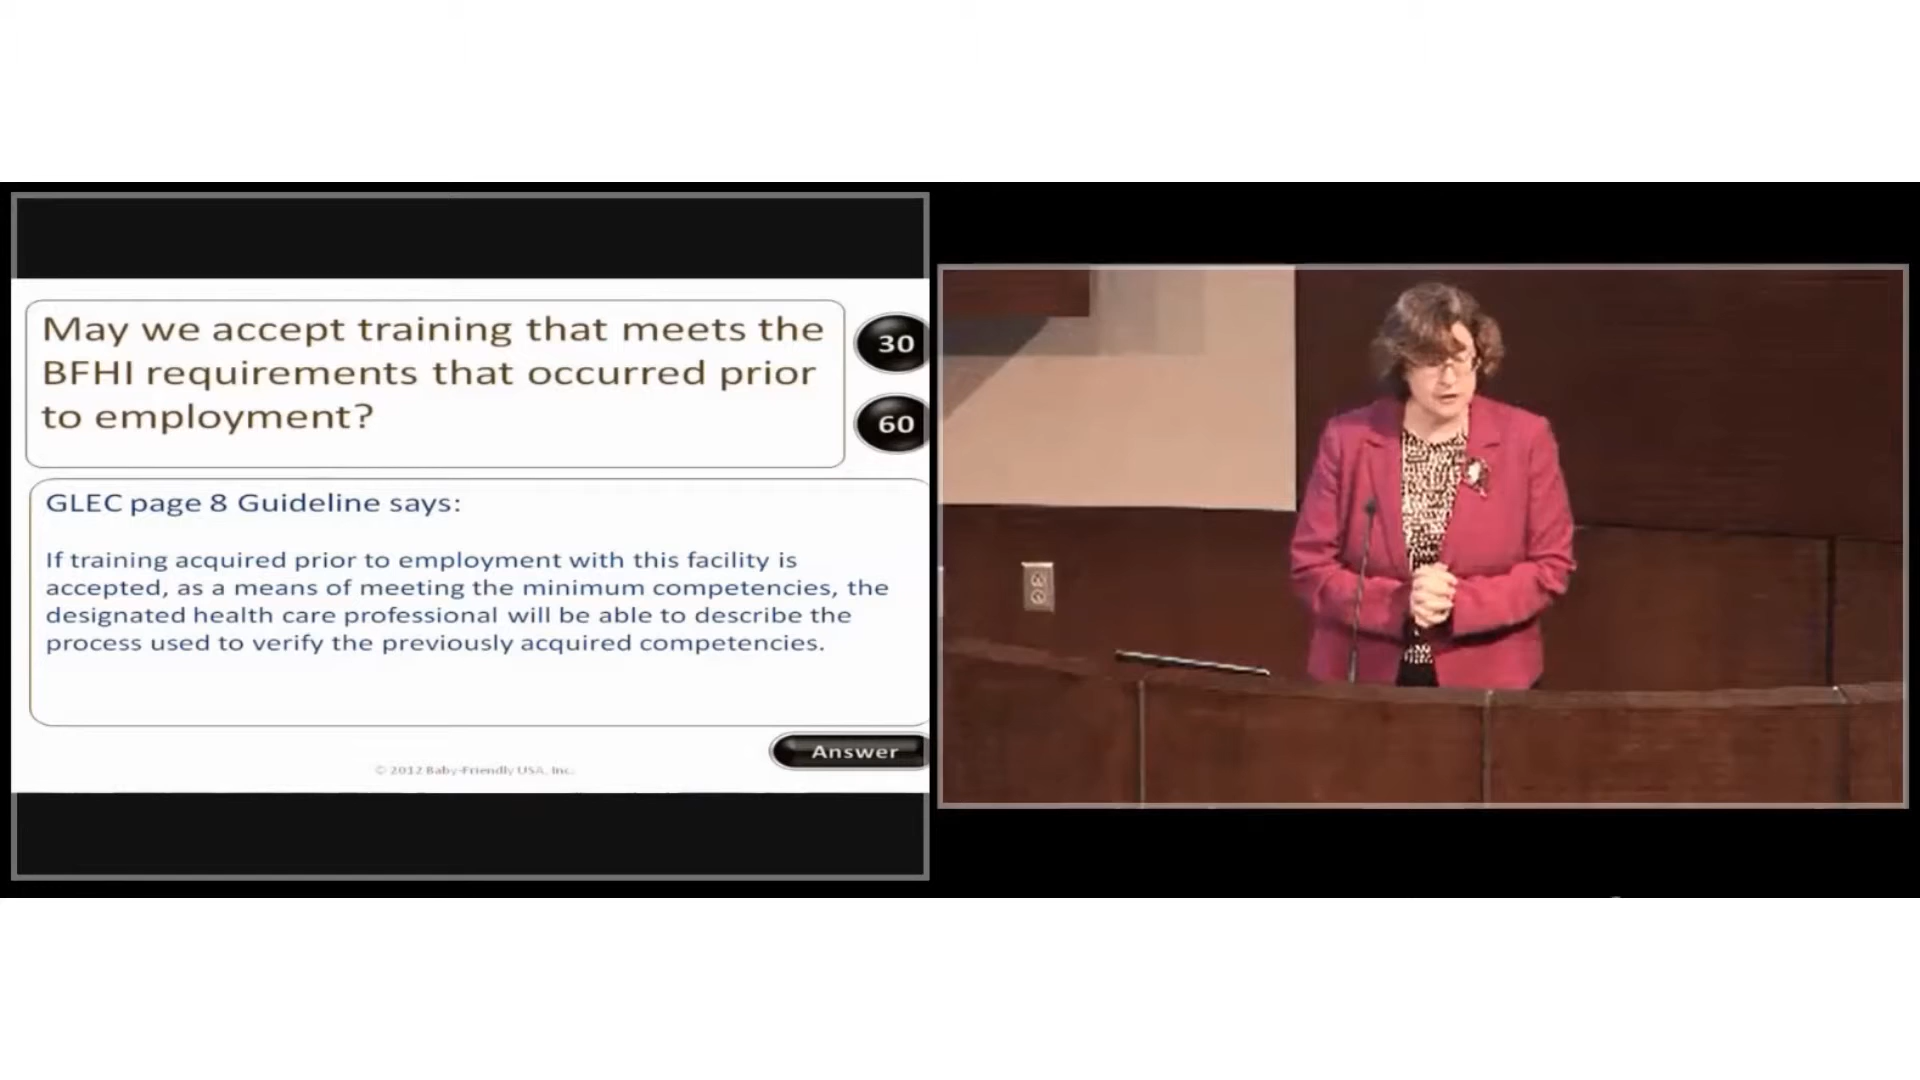 May we accept training that meets the
BFHI requirements that occurred prior
to employment?
30
60
GLEC page 8 Guideline says:
If training acquired prior to employment with this facility is
accepted, as a means of meeting the minimum competencies, the
designated health care professional will be able to describe the
process used to verify the previously acquired competencies.
Answer
© 2012 Baby-Friendly USA, Inc.